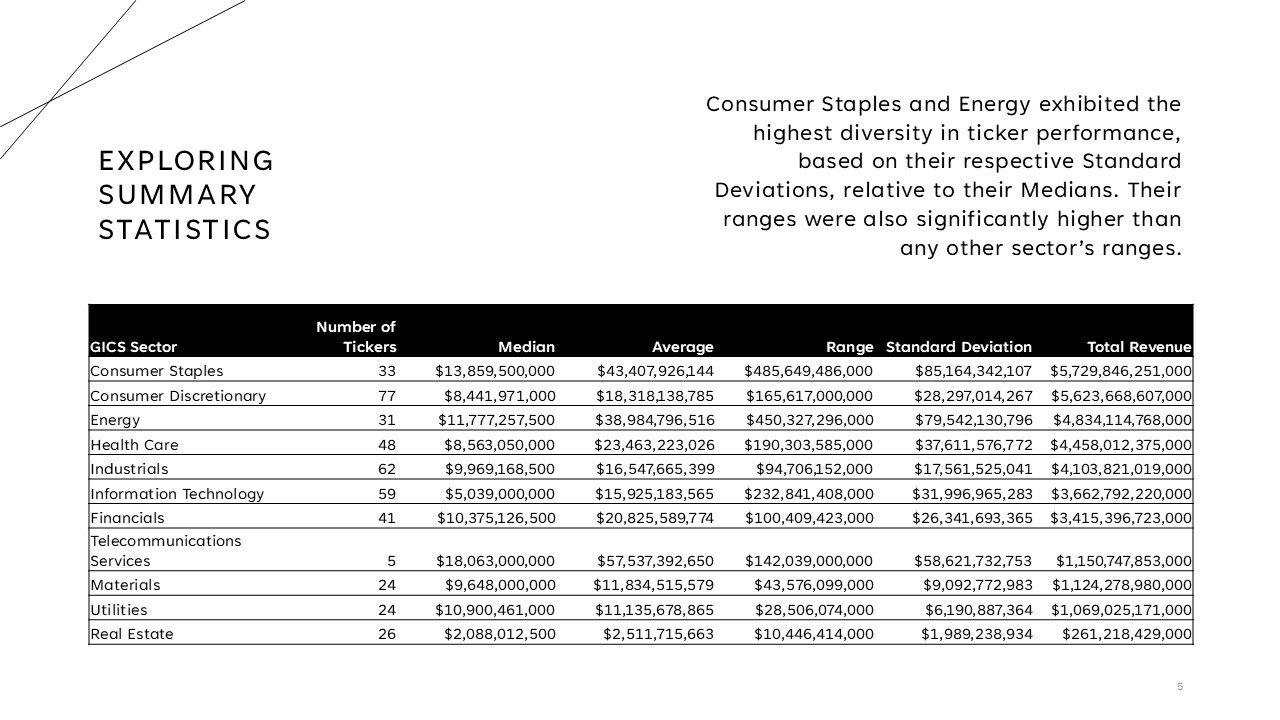 EXPLORING
SUMMARY
STATISTICS
Consumer Staples and Energy exhibited the
highest diversity in ticker performance,
based on their respective Standard
Deviations, relative to their Medians. Their
ranges were also significantly higher than
any other sector’s ranges.
GICS Sector Number of Tickers Median Average Range Standard Deviation Total Revenue
Consumer Staples 33 $13,859,500,000 $43,407,926,144 $485,649,486,000 $85,164,342,107 $5,729,846,251,000
Consumer Discretionary 77 $8,441,971,000 $18,318,138,785 $165,617,000,000 $28,297,014,267 $5,623,668,607,000
Energy 31 $11,777,257,500 $38,984,796,516 $450,327,296,000 $79,542,130,796 $4,834,114,768,000
Health Care 48 $8,563,050,000 $23,463,223,026 $190,303,585,000 $37,611,576,772 $4,458,012,375,000
Industrials 62 $9,969,168,500 $16,547,665,399 $94,706,152,000 $17,561,525,041 $4,103,821,019,000
Information Technology 59 $5,039,000,000 $15,925,183,565 $232,841,408,000 $31,996,965,283 $3,662,792,220,000
Financials 41 $10,375,126,500 $20,825,589,774 $100,409,423,000 $26,341,693,365 $3,415,396,723,000
Telecommunications
Services 5 $18,063,000,000 $57,537,392,650 $142,039,000,000 $58,621,732,753 $1,150,747,853,000
Materials 24 $9,648,000,000 $11,834,515,579 $43,576,099,000 $9,092,772,983 $1,124,278,980,000
Utilities 24 $10,900,461,000 $11,135,678,865 $28,506,074,000 $6,190,887,364 $1,069,025,171,000
Real Estate 26 $2,088,012,500 $2,511,715,663 $10,446,414,000 $1,989,238,934 $261,218,429,000
5